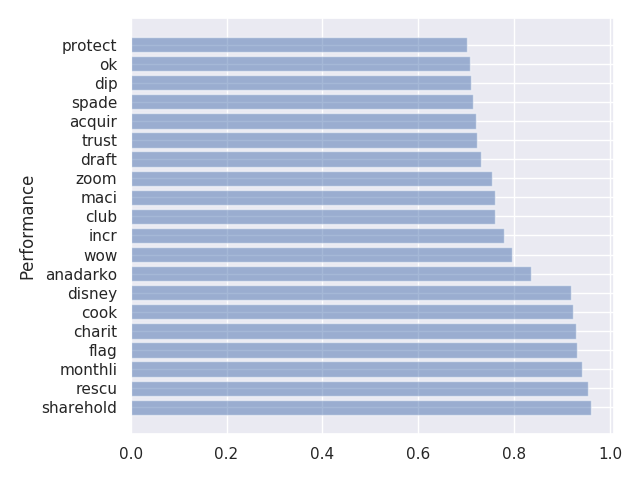 Performance
protect
ok
dip
spade
acquir
trust
draft
zoom
maci
club
incr
wow
anadarko
disney
cook
charit
flag
monthli
rescu
sharehold
0.0 0.2 0.4 0.6 0.8 1.0